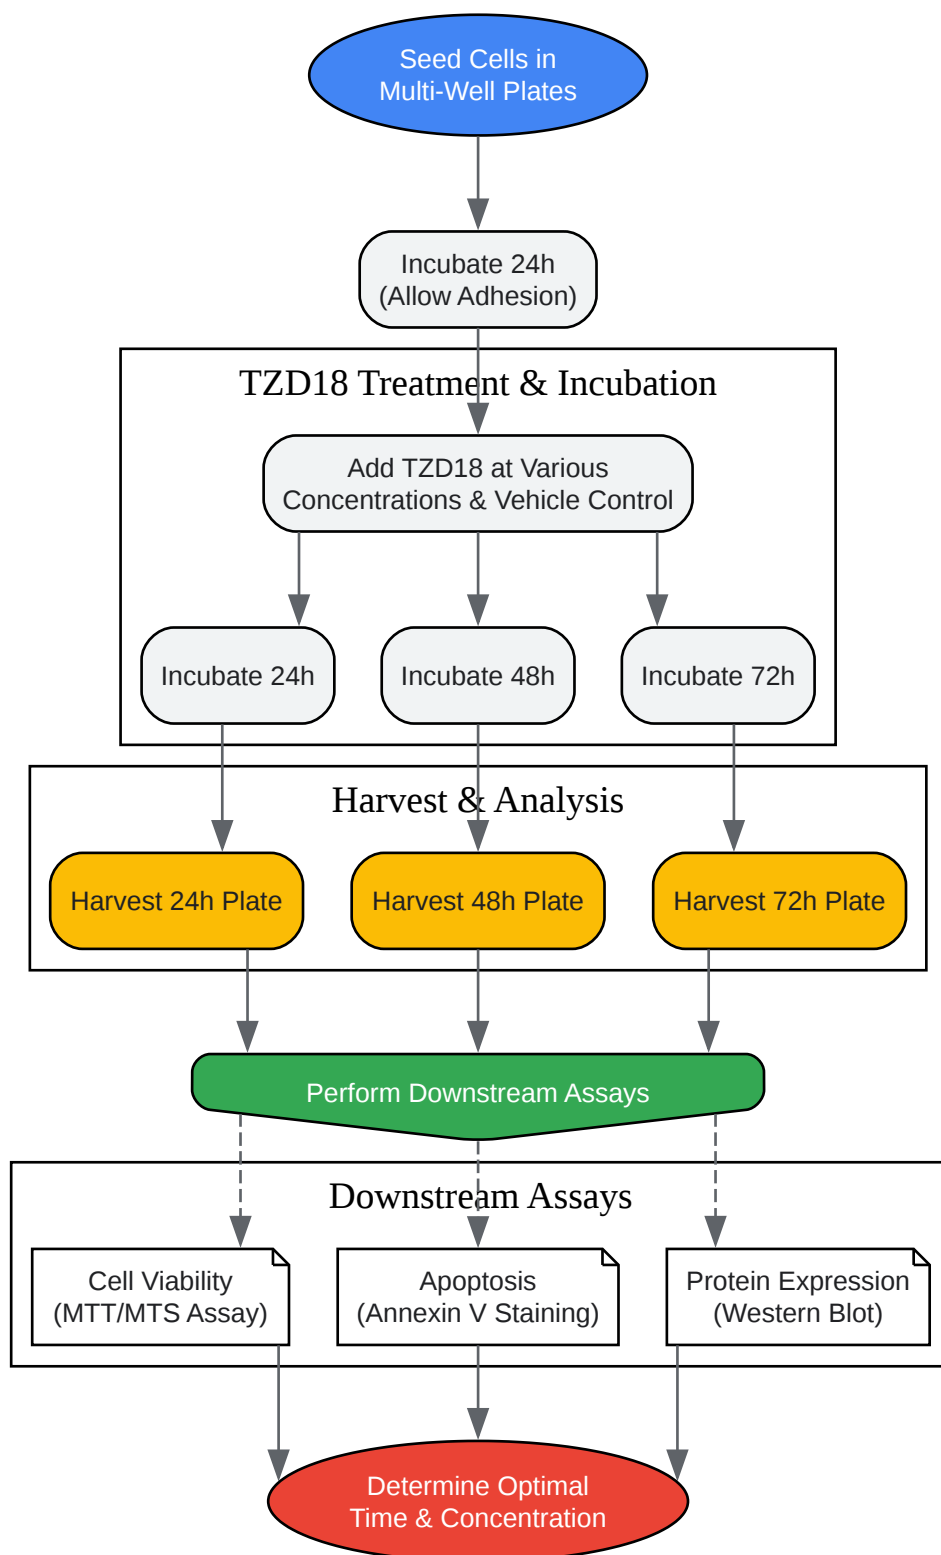 Seed Cells in
Multi-Well Plates
Incubate 24h
(Allow Adhesion)
TZD18 Treatment & Incubation
Add TZD18 at Various
Concentrations & Vehicle Control
Incubate 24h
Incubate 48h
Incubate 72h
Harvest & Analysis
Harvest 24h Plate
Harvest 48h Plate
Harvest 72h Plate
Perform Downstream Assays
Downstream Assays
Cell Viability
(MTT/MTS Assay)
Apoptosis
(Annexin V Staining)
Protein Expression
(Western Blot)
Determine Optimal
Time & Concentration